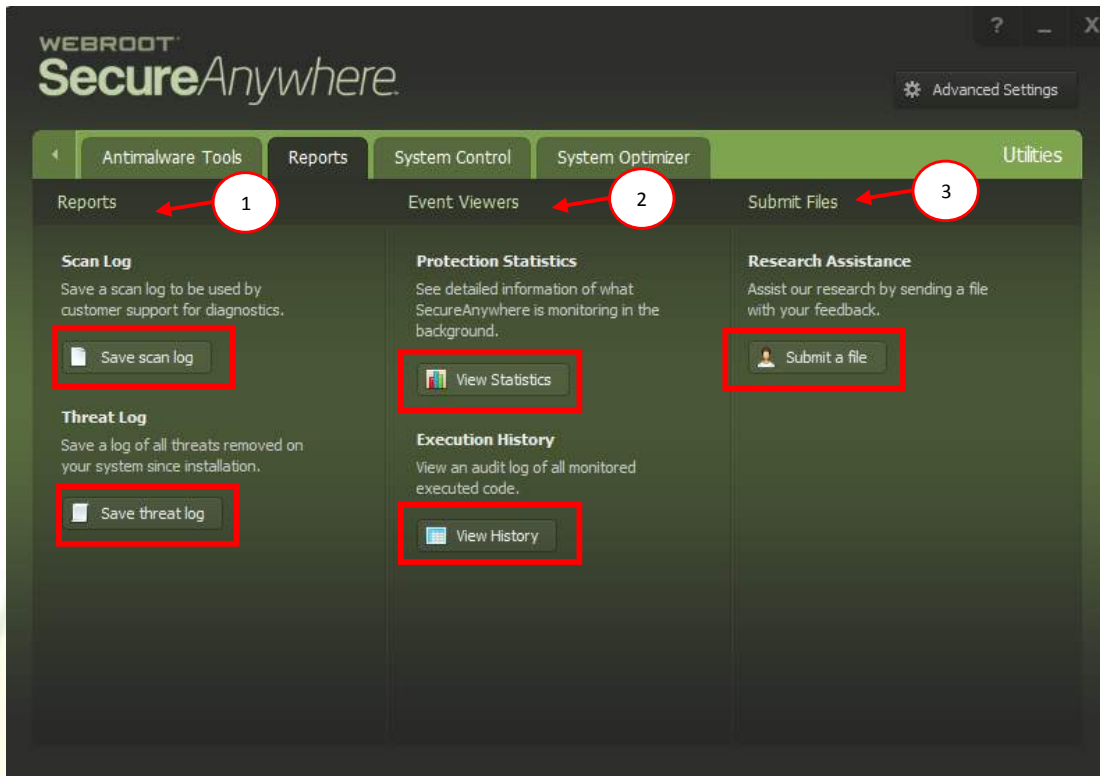 ? _ X
WEBROOT
SecureAnywhere.
Advanced Settings
Antimalware Tools Reports System Control System Optimizer Utilities
Reports 1 Event Viewers 2 Submit Files 3
Scan Log
Save a scan log to be used by
customer support for diagnostics.
Save scan log
Threat Log
Save a log of all threats removed on
your system since installation.
Save threat log
Protection Statistics
See detailed information of what
SecureAnywhere is monitoring in the
background.
View Statistics
Execution History
View an audit log of all monitored
executed code.
View History
Research Assistance
Assist our research by sending a file
with your feedback.
Submit a file